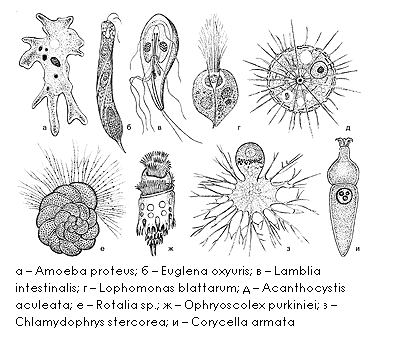 а б в г д
е ж з и
а – Amoeba proteus; б – Euglena oxyuris; в – Lamblia
intestinalis; г – Lophomonas blattarum; д – Acanthocystis
aculeata; е – Rotalia sp.; ж – Ophryoscolex purkiniei; з –
Chlamydophrys stercorea; и – Corycella armata